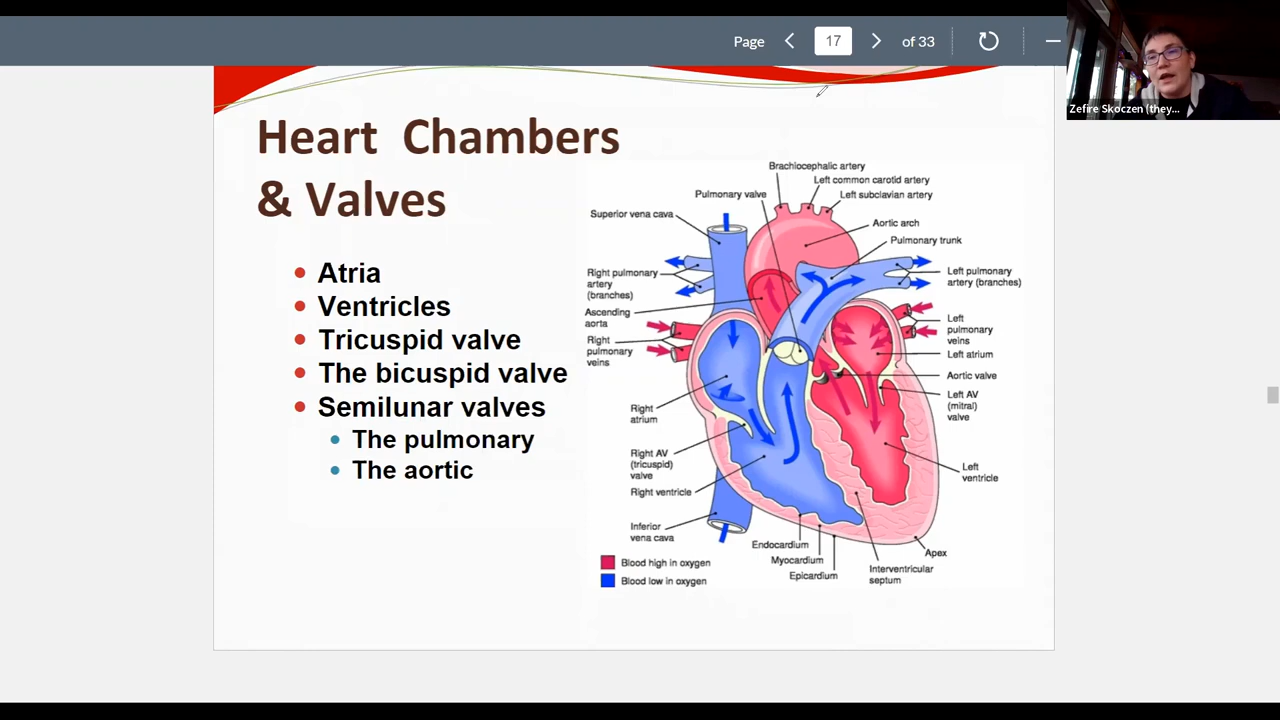 Page 17 of 33
Zefire Skoczen (they...
Heart Chambers
& Valves
Atria
Ventricles
Tricuspid valve
The bicuspid valve
Semilunar valves
The pulmonary
The aortic
Brachiocephalic artery
Left common carotid artery
Left subclavian artery
Pulmonary valve
Superior vena cava
Aortic arch
Pulmonary trunk
Right pulmonary
artery
(branches)
Left pulmonary
artery (branches)
Ascending
aorta
Right
pulmonary
veins
Left
pulmonary
veins
Left atrium
Aortic valve
Left AV
(mitral)
valve
Right
atrium
Right AV
(tricuspid)
valve
Right ventricle
Left
ventricle
Inferior
vena cava
Endocardium
Myocardium
Epicardium
Interventricular
septum
Apex
Blood high in oxygen
Blood low in oxygen